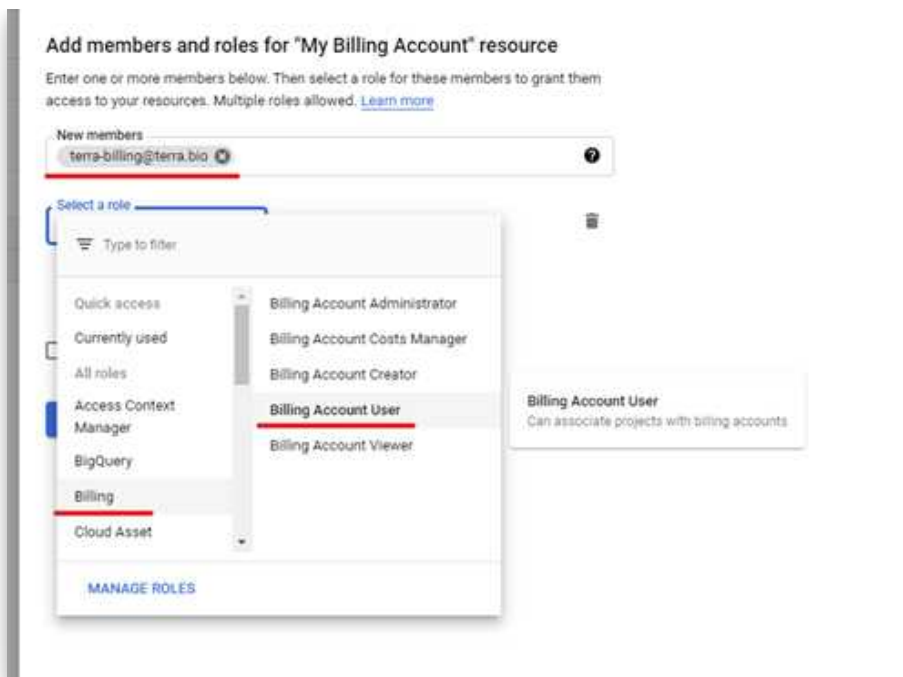 Add members and roles for "My Billing Account" resource
Enter one or more members below. Then select a role for these members to grant them
access to your resources. Multiple roles allowed. Learn more
New members
terra-billing@terra.bio
Select a role
Type to filter
Quick access
Currently used
All roles
Access Context
Manager
BigQuery
Billing
Cloud Asset
Billing Account Administrator
Billing Account Costs Manager
Billing Account Creator
Billing Account User
Billing Account Viewer
Billing Account User
Can associate projects with billing accounts
MANAGE ROLES